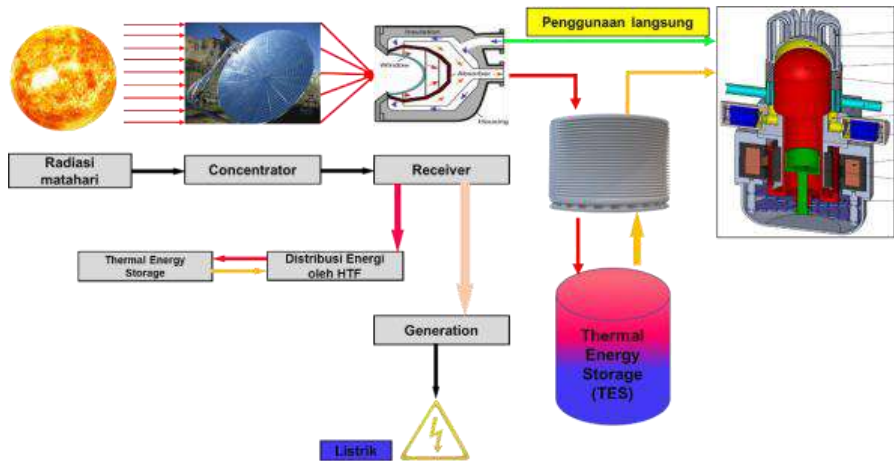 Penggunaan langsung
Insulation
Window
Absorber
Housing
Radiasi
matahari
Concentrator
Receiver
Thermal Energy
Storage
Distribusi Energi
oleh HTF
Generation
Thermal
Energy
Storage
(TES)
Listrik